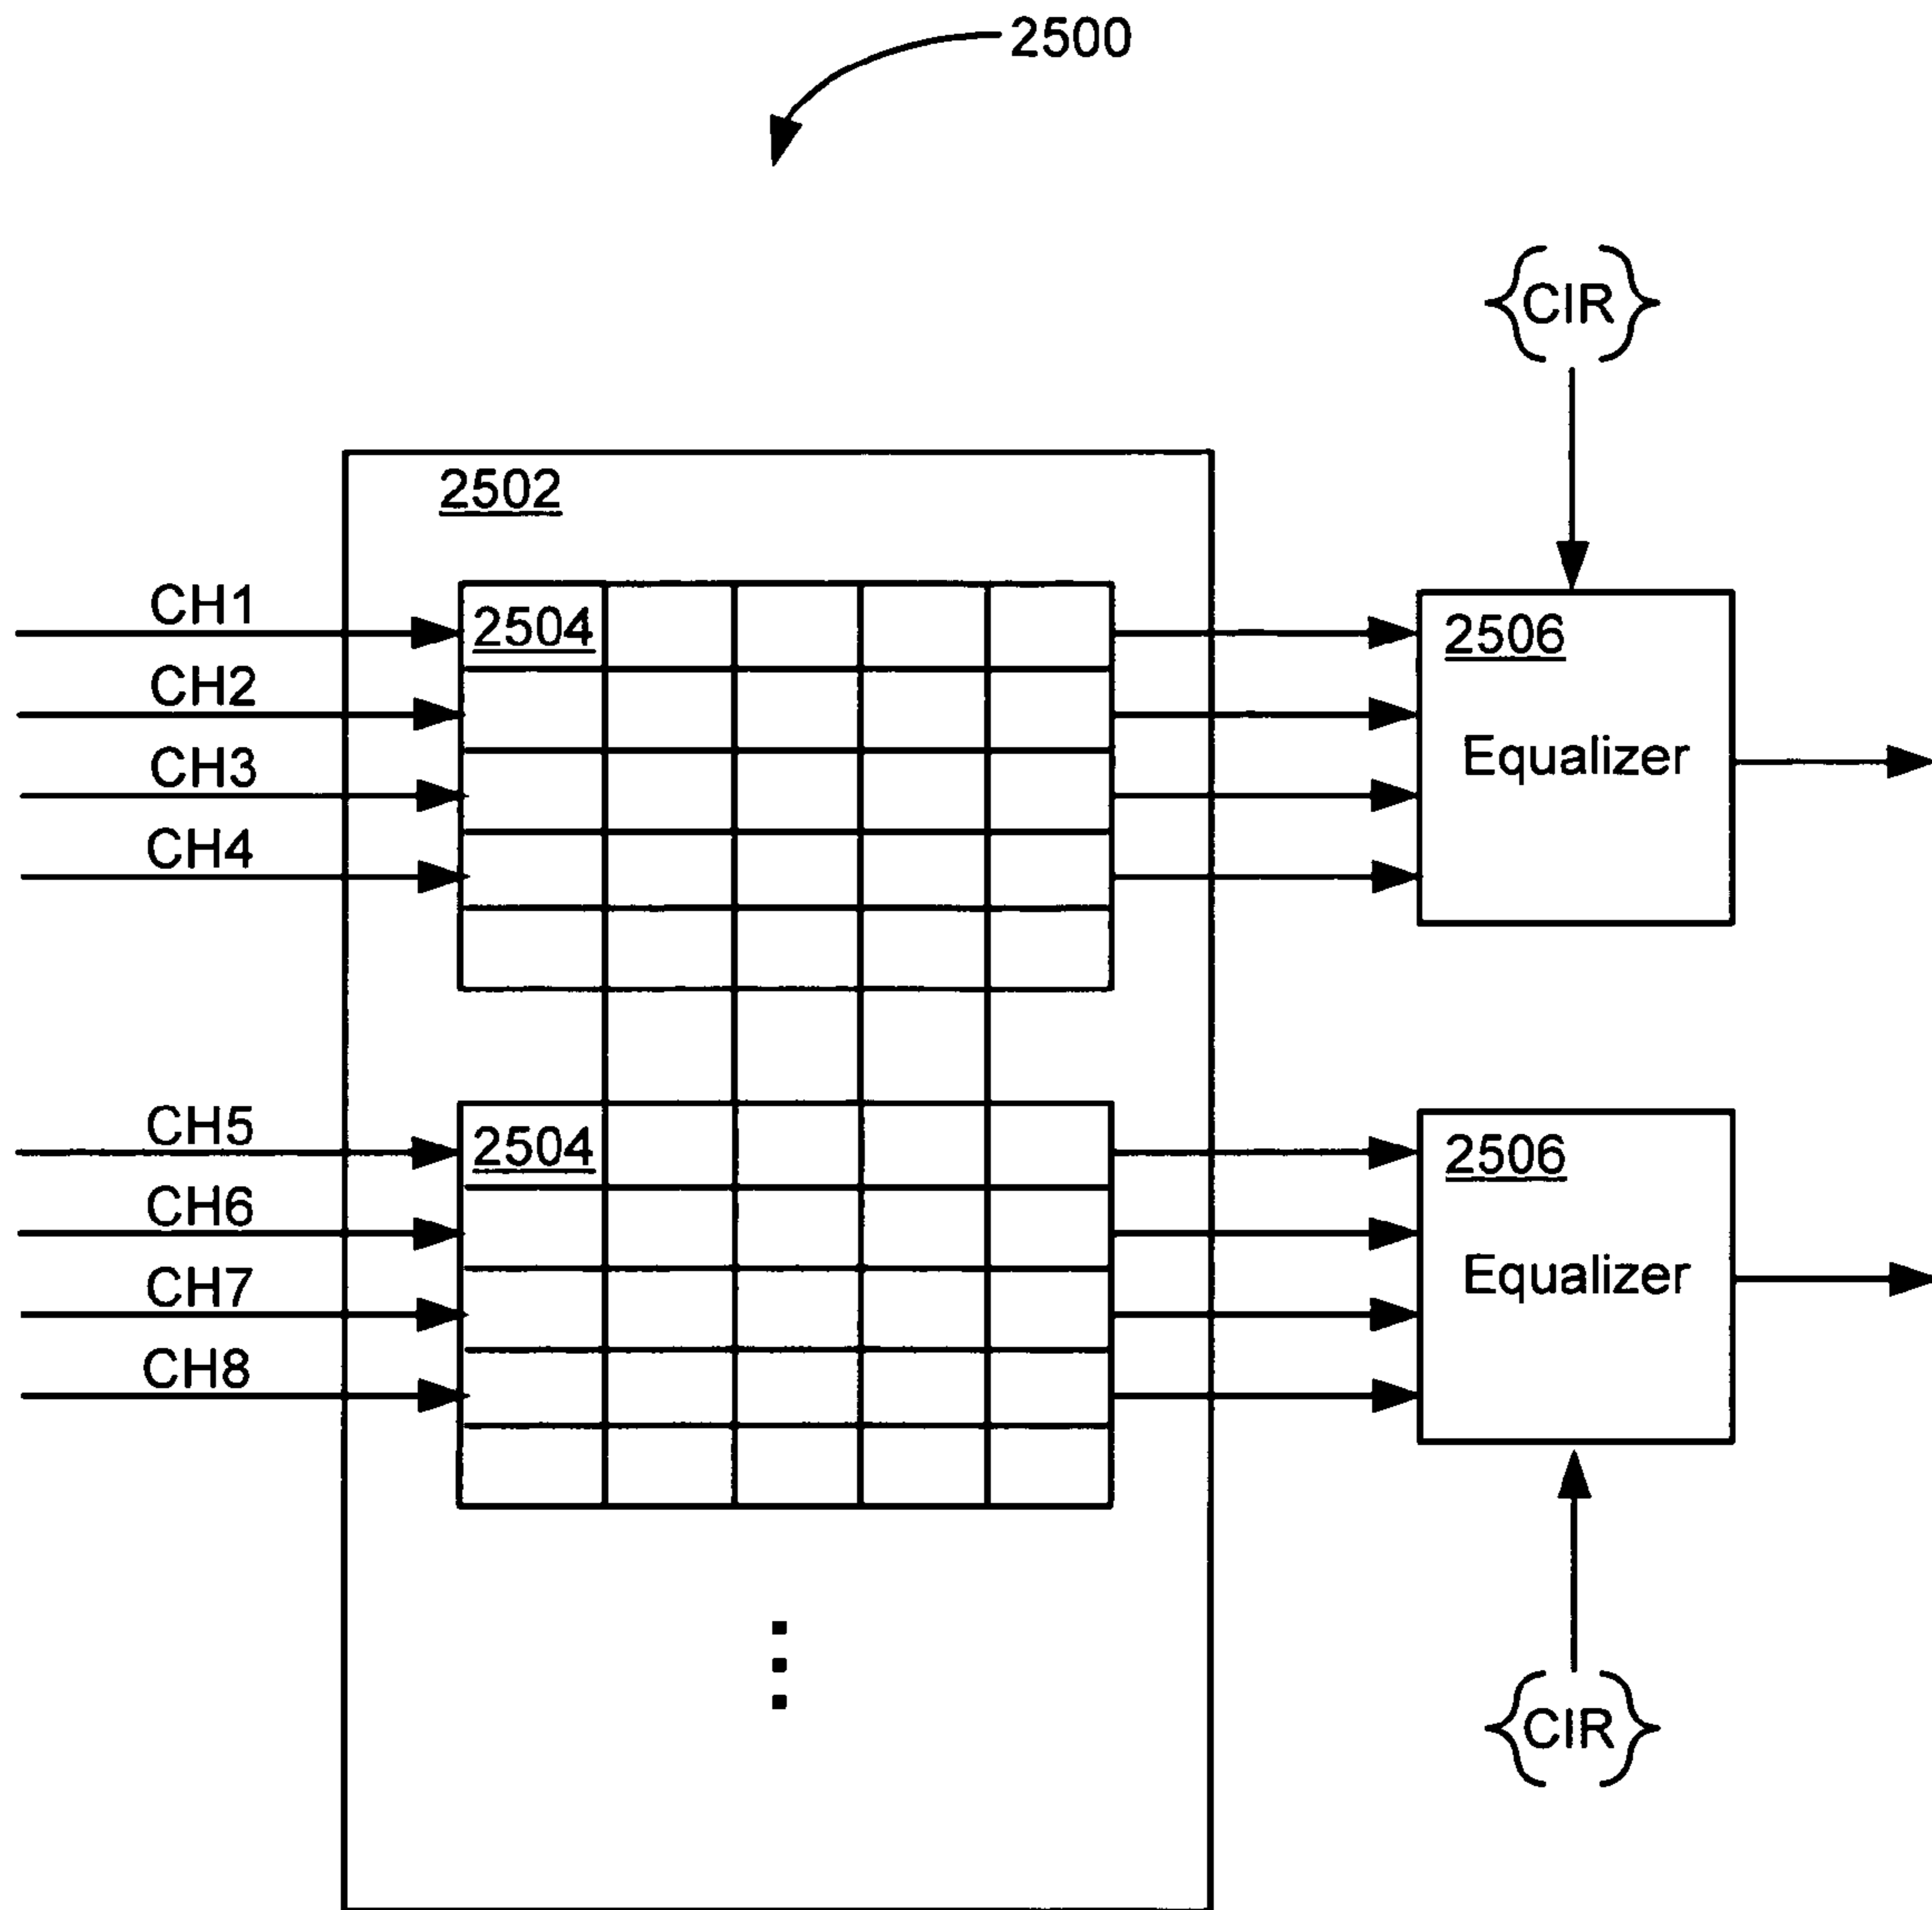 2500
{CIR}
2502
CH1
2504
2506
CH2
CH3
Equalizer
CH4
CH5
2504
2506
CH6
CH7
Equalizer
CH8
{CIR}